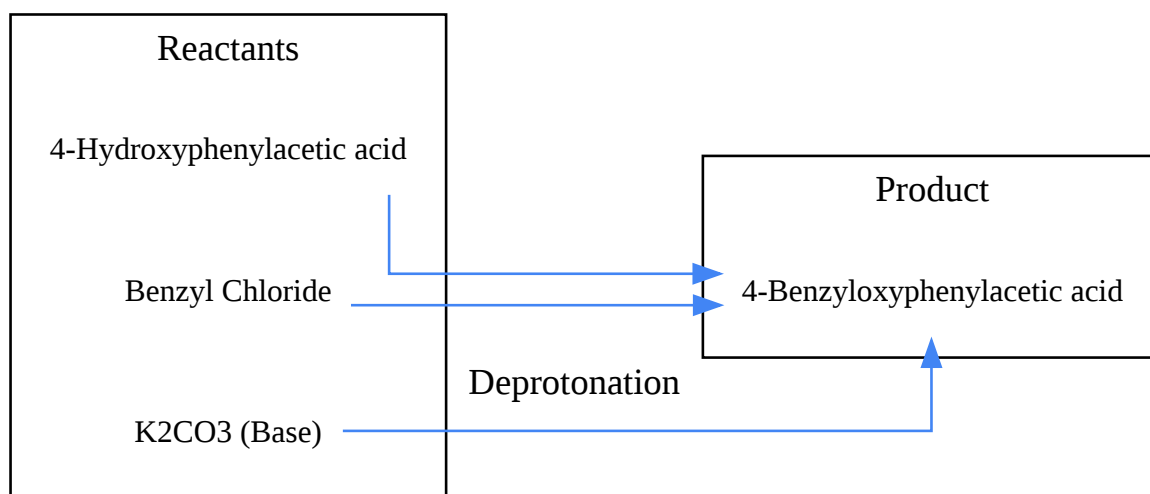 Reactants
4-Hydroxyphenylacetic acid
Benzyl Chloride
K2CO3 (Base)
Deprotonation
Product
4-Benzyloxyphenylacetic acid